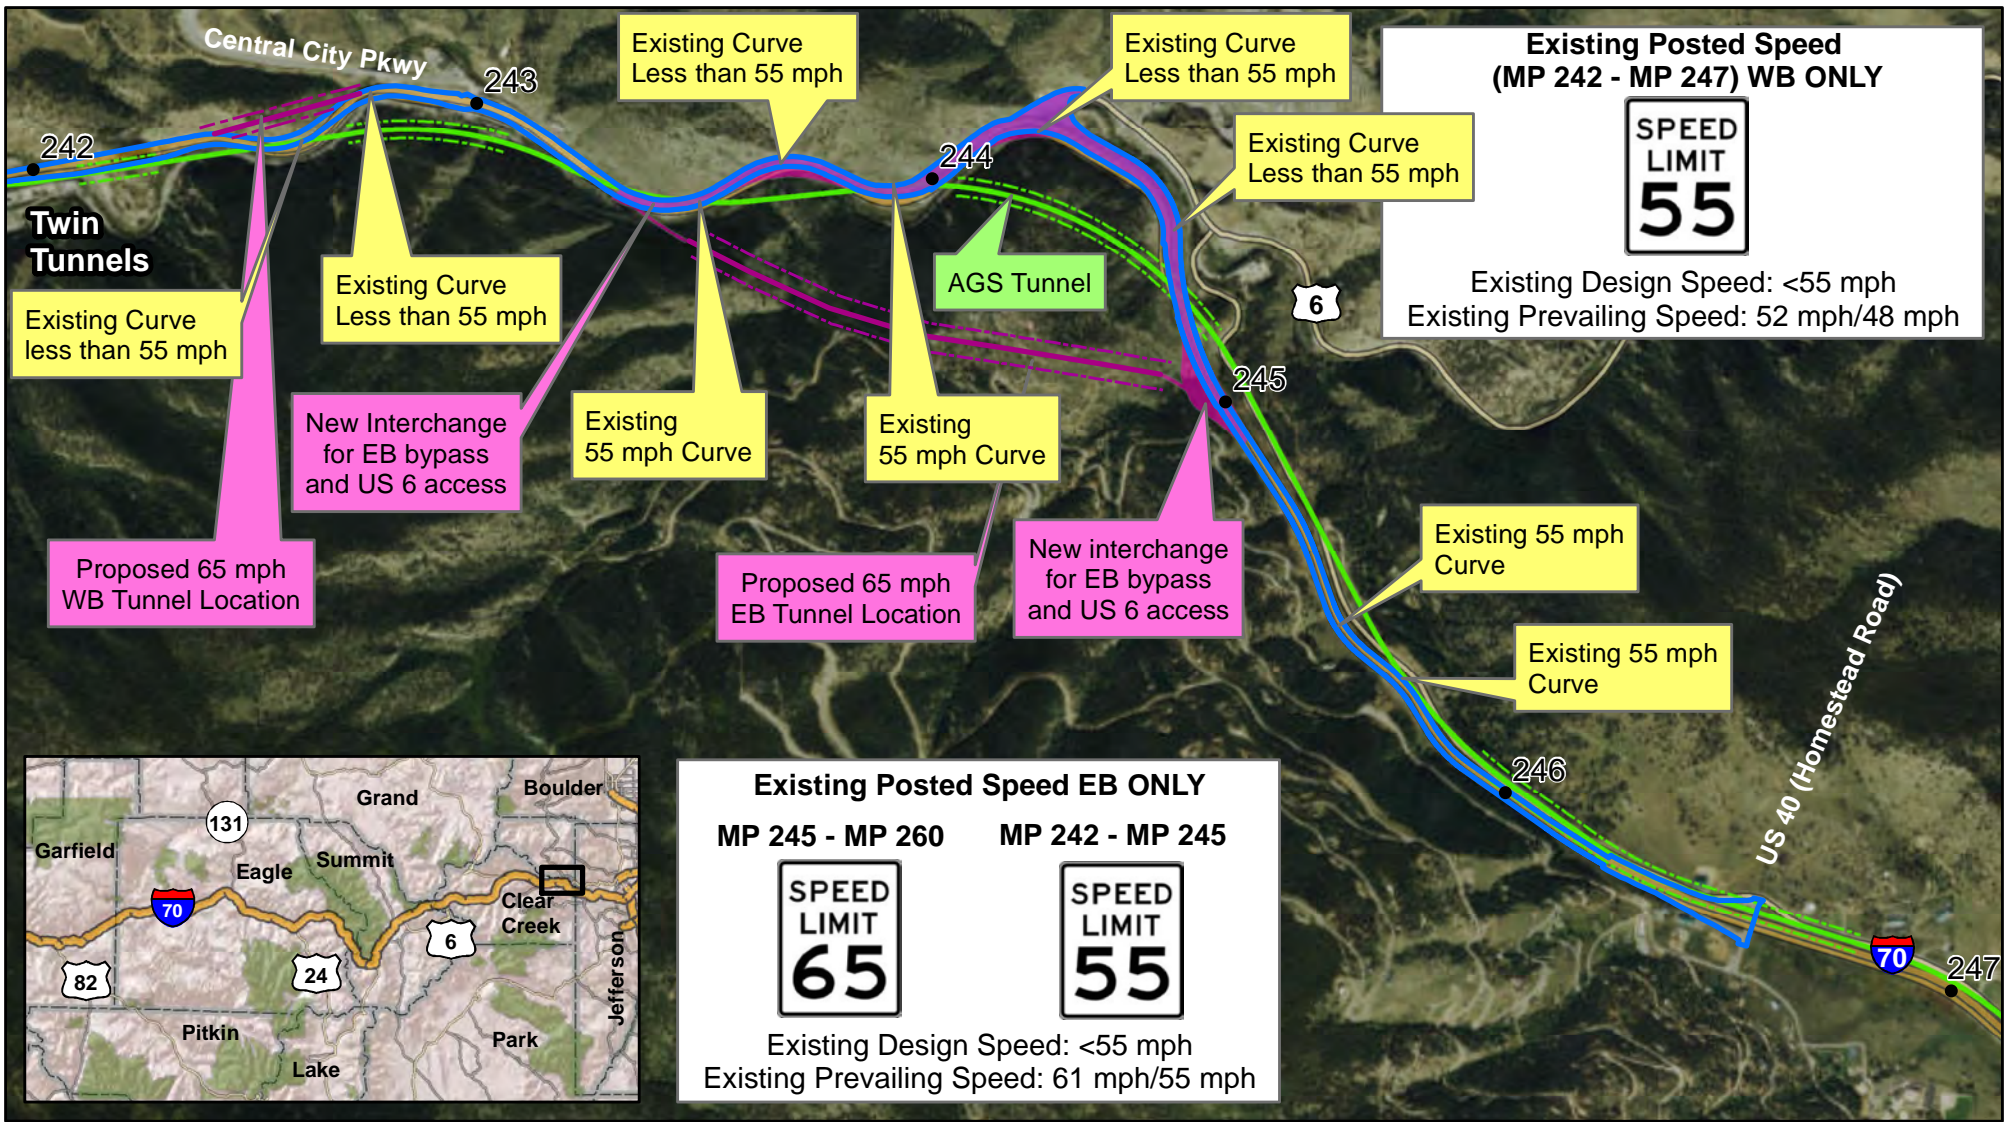 Central City Pkwy
242
243
244
245
246
247
Twin
Tunnels
Existing Curve
less than 55 mph
Existing Curve
Less than 55 mph
Existing Curve
Less than 55 mph
Existing Curve
Less than 55 mph
Existing Curve
Less than 55 mph
AGS Tunnel
6
Existing Posted Speed
(MP 242 - MP 247) WB ONLY
SPEED
LIMIT
55
Existing Design Speed: <55 mph
Existing Prevailing Speed: 52 mph/48 mph
New Interchange
for EB bypass
and US 6 access
Existing
55 mph Curve
Existing
55 mph Curve
Proposed 65 mph
WB Tunnel Location
Proposed 65 mph
EB Tunnel Location
New interchange
for EB bypass
and US 6 access
Existing 55 mph
Curve
Existing 55 mph
Curve
US 40 (Homestead Road)
70
Existing Posted Speed EB ONLY
MP 245 - MP 260
MP 242 - MP 245
SPEED
LIMIT
65
SPEED
LIMIT
55
Existing Design Speed: <55 mph
Existing Prevailing Speed: 61 mph/55 mph
Grand
Boulder
131
Garfield
Eagle
Summit
70
Clear
Creek
6
82
24
Jefferson
Pitkin
Park
Lake